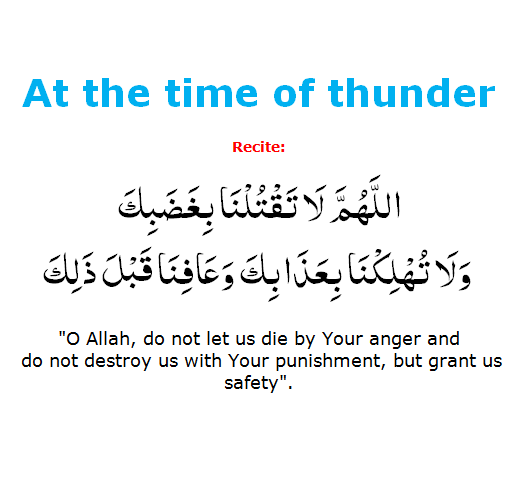 At the time of thunder
Recite:
اللَّهُمَّ لَا تَقْتُلْنَا بِغَضَبِكَ
وَلَا تُهْلِكْنَا بِعَذَابِكَ وَعَافِنَا قَبْلَ ذَلِكَ
"O Allah, do not let us die by Your anger and
do not destroy us with Your punishment, but grant us
safety".